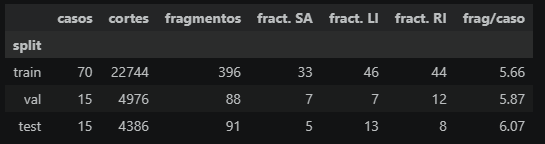 casos cortes fragmentos fract. SA fract. LI fract. RI frag/caso
split
train 70 22744 396 33 46 44 5.66
val 15 4976 88 7 7 12 5.87
test 15 4386 91 5 13 8 6.07